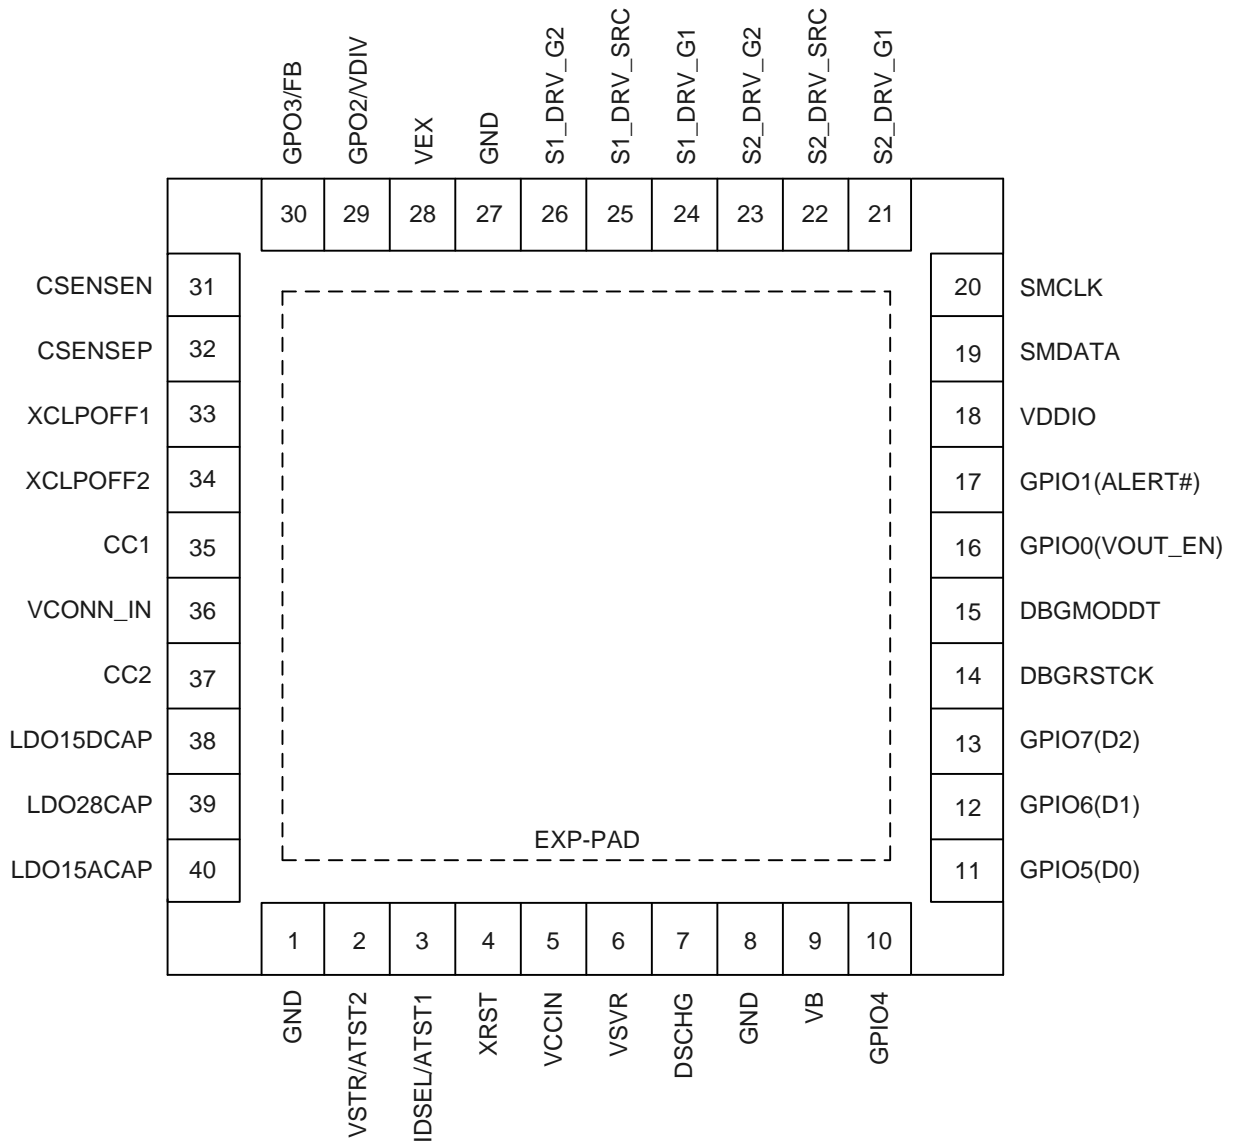 GPO3/FB
GPO2/VDIV
VEX
GND
S1_DRV_G2
S1_DRV_SRC
S1_DRV_G1
S2_DRV_G2
S2_DRV_SRC
S2_DRV_G1
30 29 28 27 26 25 24 23 22 21
CSENSEN 31 20 SMCLK
CSENSEP 32 19 SMDATA
XCLPOFF1 33 18 VDDIO
XCLPOFF2 34 17 GPIO1(ALERT#)
CC1 35 16 GPIO0(VOUT_EN)
VCONN_IN 36 15 DBGMODDT
CC2 37 14 DBGRSTCK
LDO15DCAP 38 13 GPIO7(D2)
LDO28CAP 39 12 GPIO6(D1)
EXP-PAD
LDO15ACAP 40 11 GPIO5(D0)
1 2 3 4 5 6 7 8 9 10
GND
VSTR/ATST2
IDSEL/ATST1
XRST
VCCIN
VSVR
DSCHG
GND
VB
GPIO4